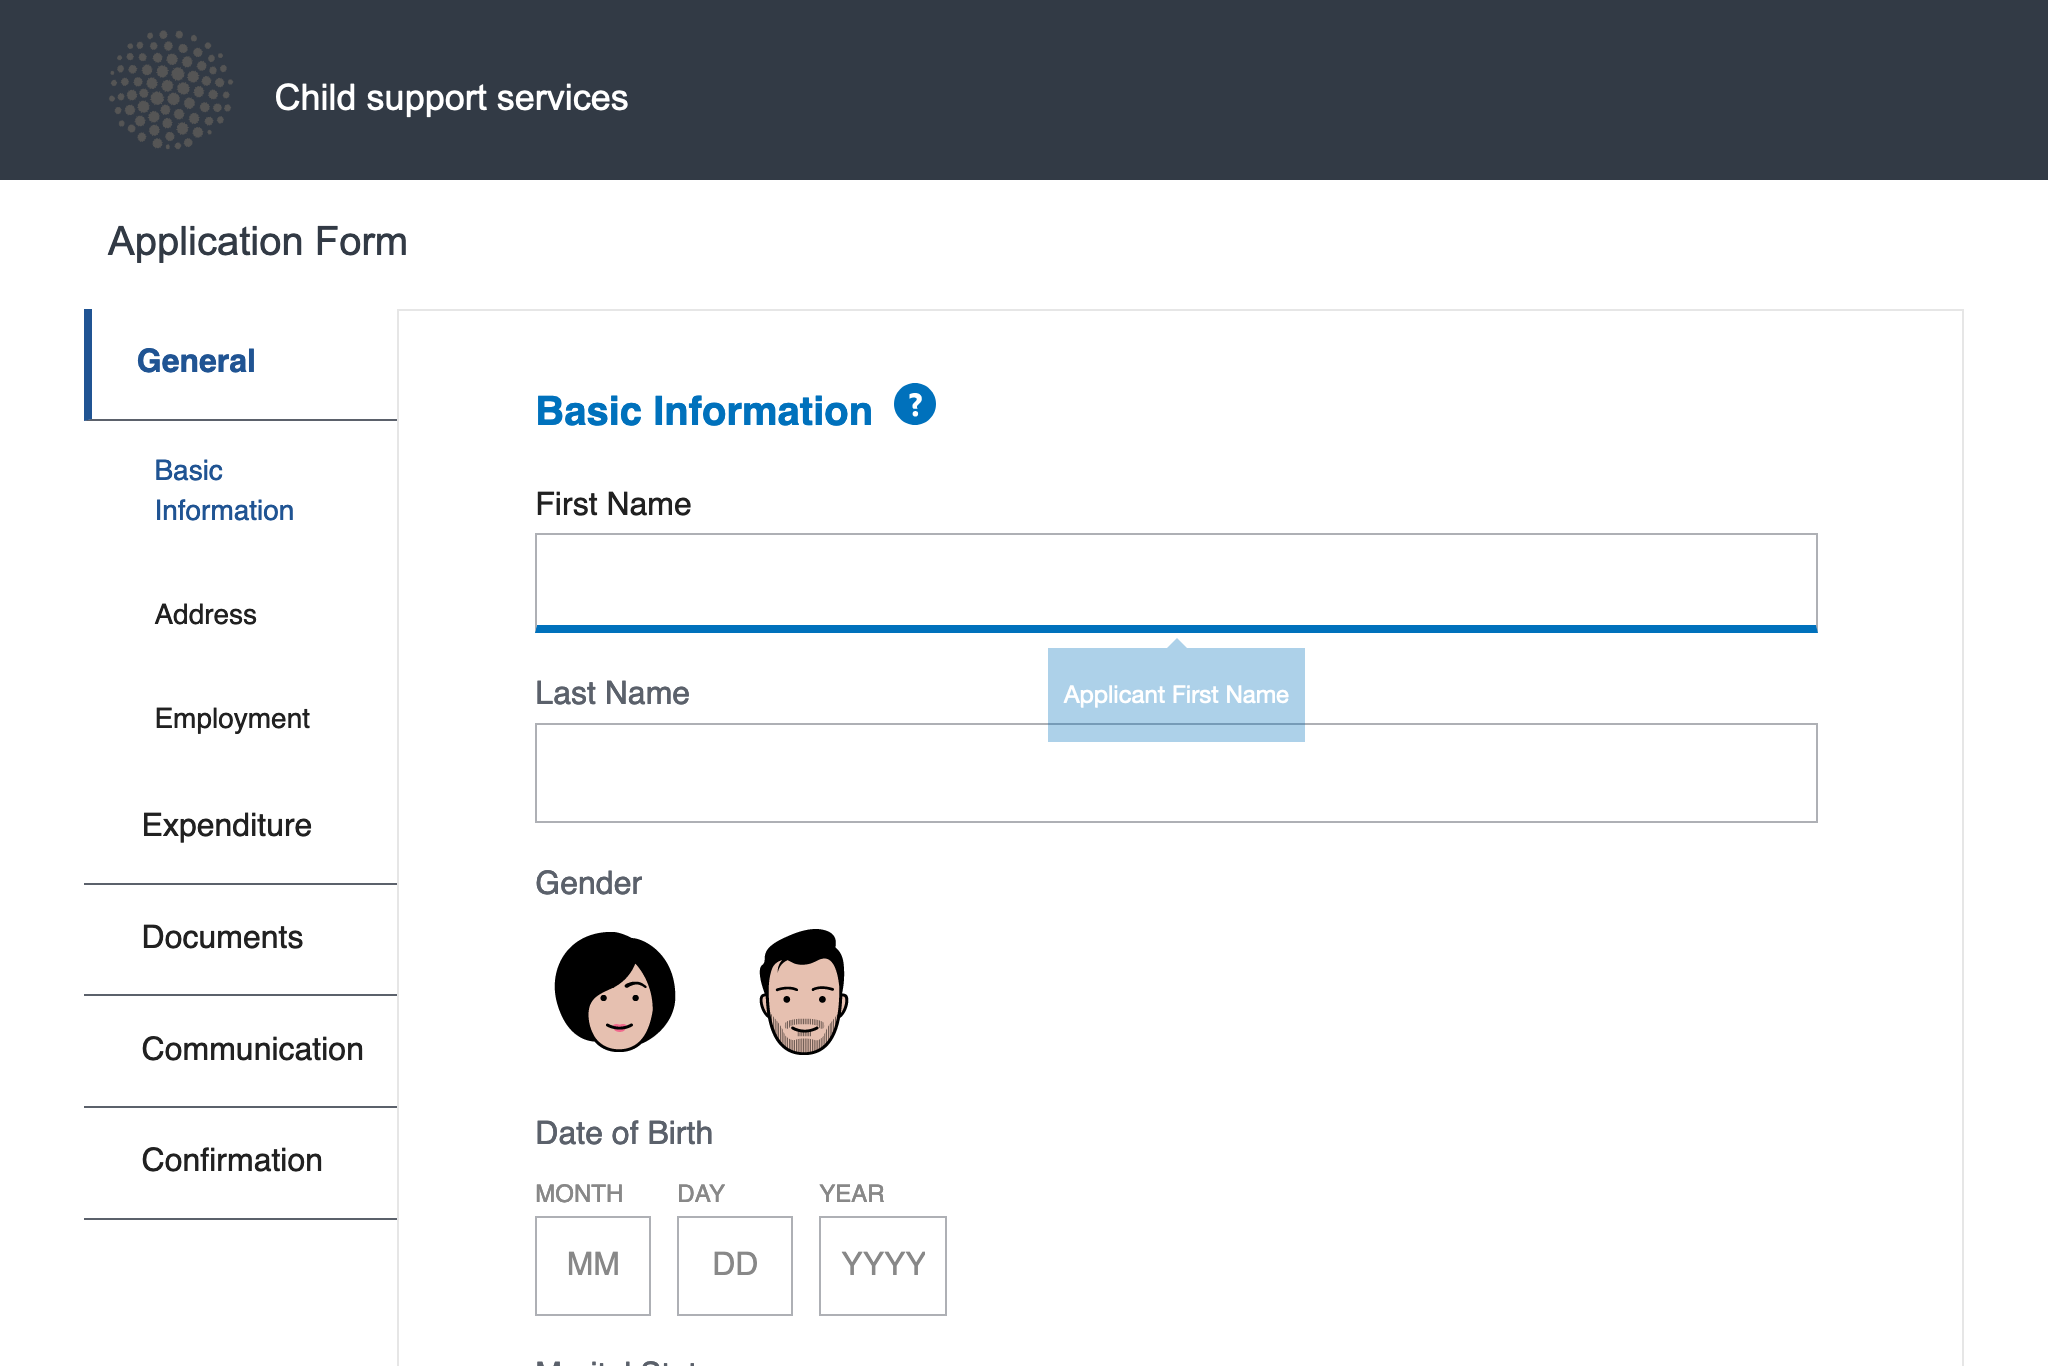 Child support services
Application Form
General
Basic
Information
Address
Employment
Expenditure
Documents
Communication
Confirmation
Basic Information ?
First Name
Applicant First Name
Last Name
Gender
Date of Birth
MONTH DAY YEAR
MM DD YYYY